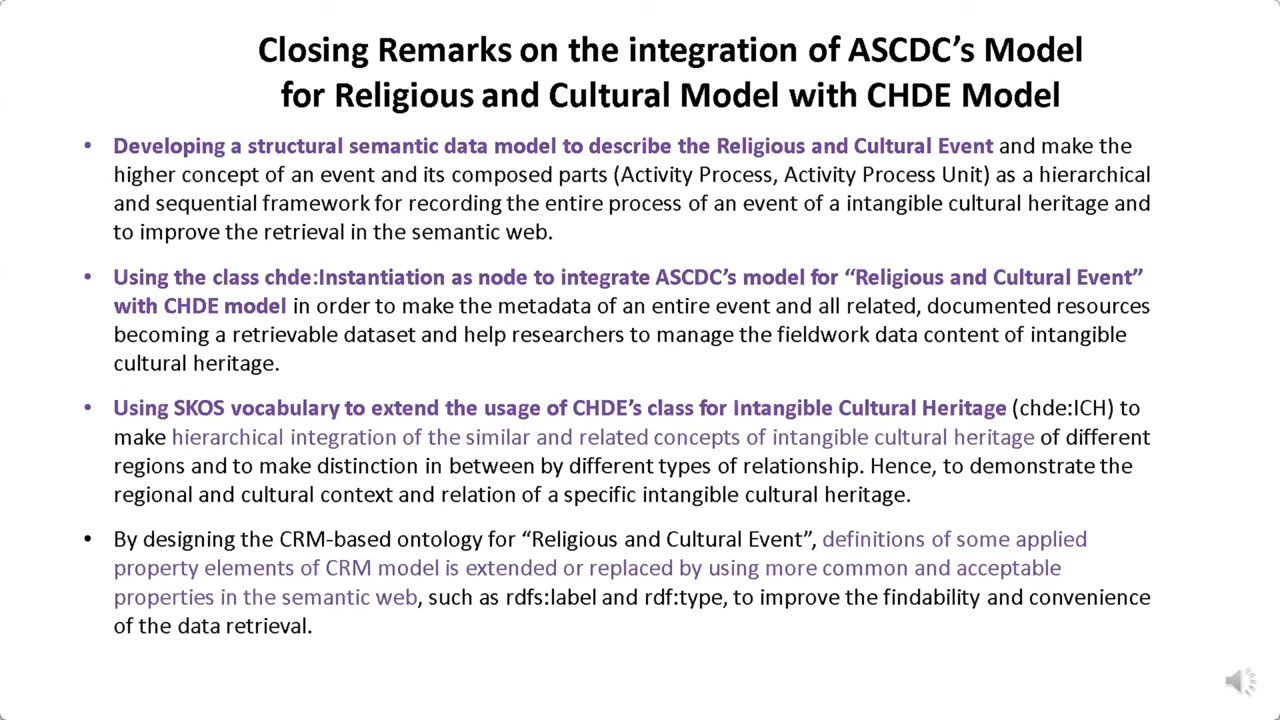 Closing Remarks on the integration of ASCDC’s Model
for Religious and Cultural Model with CHDE Model
• Developing a structural semantic data model to describe the Religious and Cultural Event and make the
higher concept of an event and its composed parts (Activity Process, Activity Process Unit) as a hierarchical
and sequential framework for recording the entire process of an event of a intangible cultural heritage and
to improve the retrieval in the semantic web.
• Using the class chde:Instantiation as node to integrate ASCDC’s model for “Religious and Cultural Event”
with CHDE model in order to make the metadata of an entire event and all related, documented resources
becoming a retrievable dataset and help researchers to manage the fieldwork data content of intangible
cultural heritage.
• Using SKOS vocabulary to extend the usage of CHDE’s class for Intangible Cultural Heritage (chde:ICH) to
make hierarchical integration of the similar and related concepts of intangible cultural heritage of different
regions and to make distinction in between by different types of relationship. Hence, to demonstrate the
regional and cultural context and relation of a specific intangible cultural heritage.
• By designing the CRM-based ontology for “Religious and Cultural Event”, definitions of some applied
property elements of CRM model is extended or replaced by using more common and acceptable
properties in the semantic web, such as rdfs:label and rdf:type, to improve the findability and convenience
of the data retrieval.